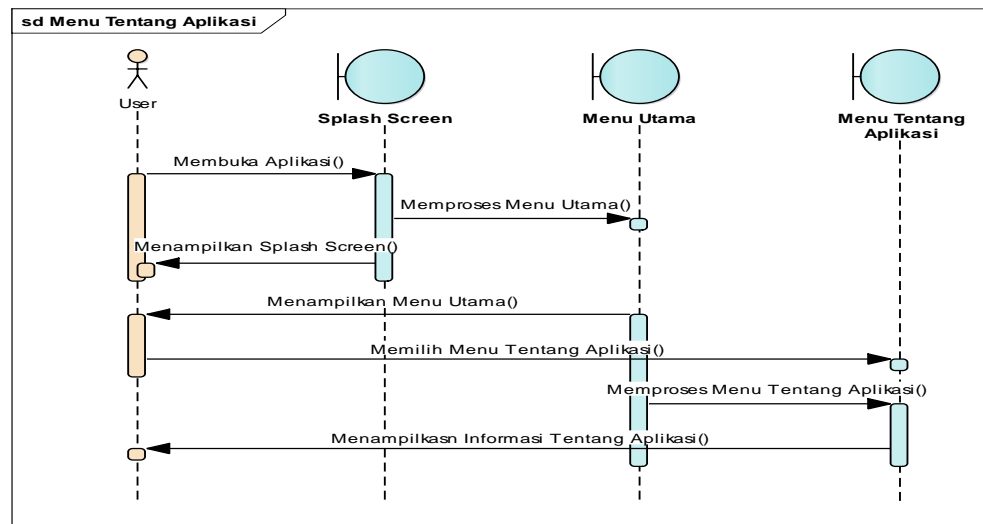 sd Menu Tentang Aplikasi
User
Splash Screen
Menu Utama
Menu Tentang
Aplikasi
Membuka Aplikasi()
Memproses Menu Utama()
Menampilkan Splash Screen()
Menampilkan Menu Utama()
Memilih Menu Tentang Aplikasi()
Memproses Menu Tentang Aplikasi()
Menampilkasn Informasi Tentang Aplikasi()